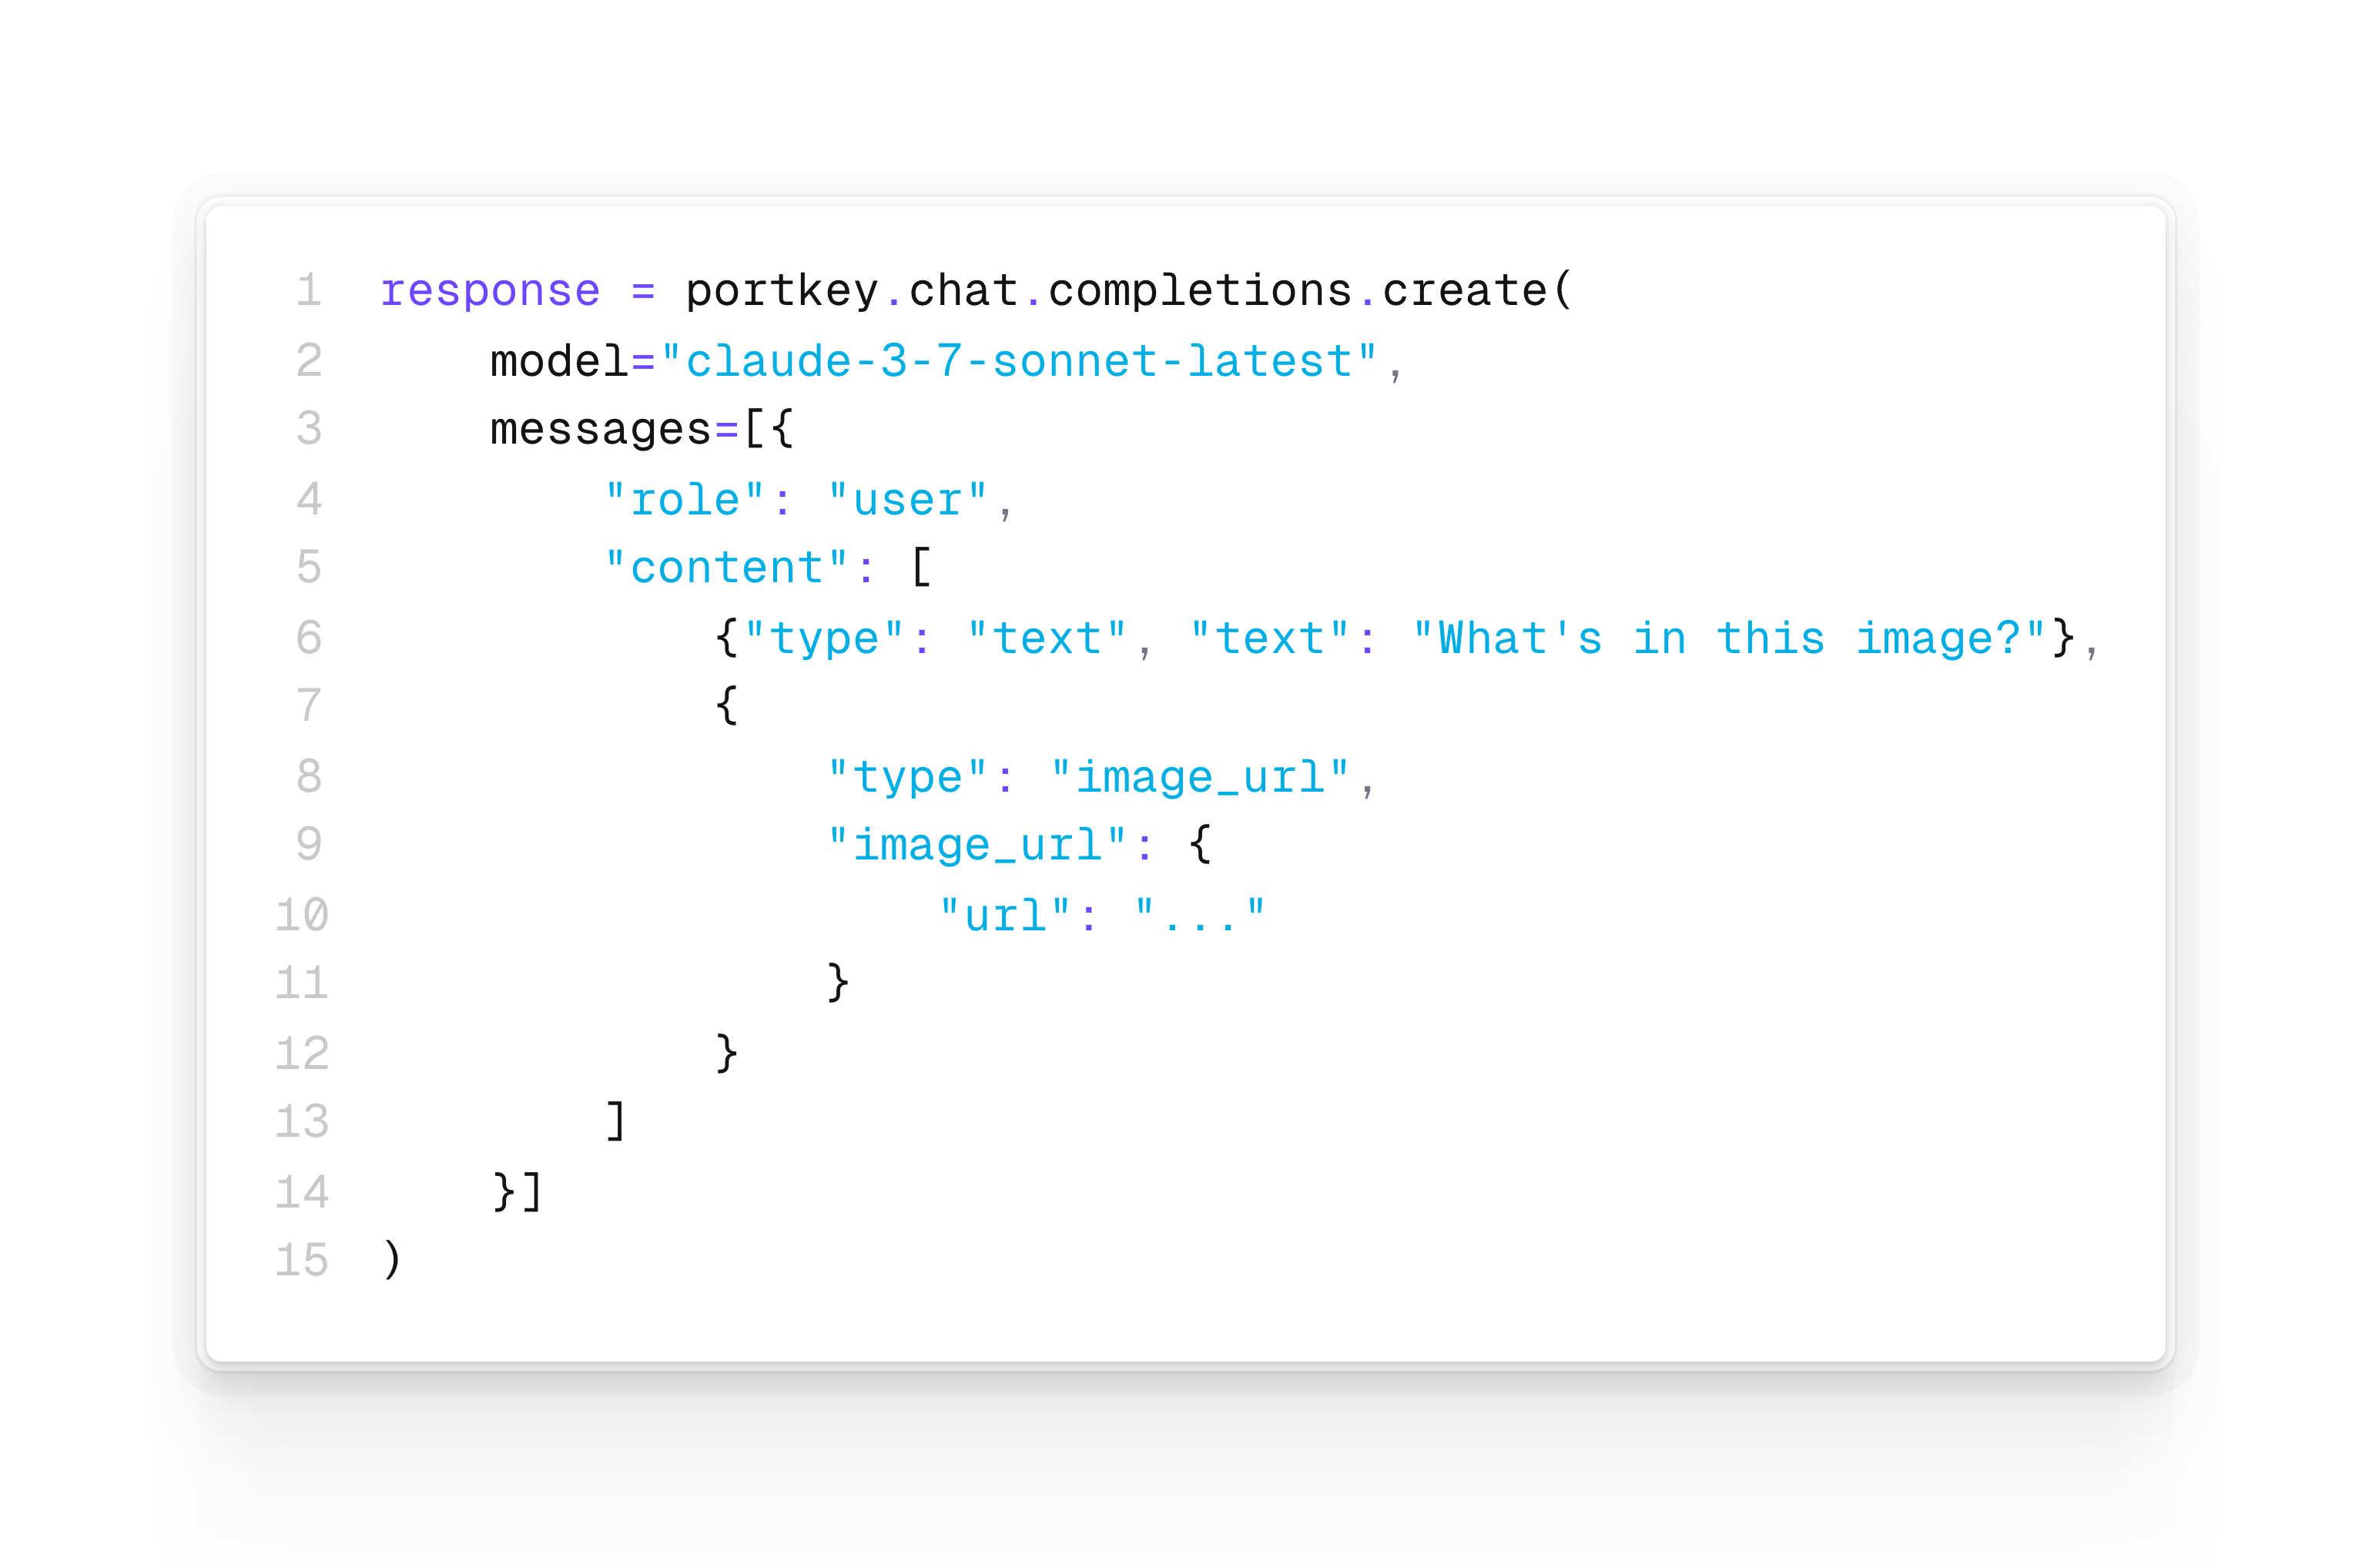 1 response = portkey.chat.completions.create(
2     model="claude-3-7-sonnet-latest",
3     messages=[{
4         "role": "user",
5         "content": [
6             {"type": "text", "text": "What's in this image?"},
7             {
8                 "type": "image_url",
9                 "image_url": {
10                     "url": "..."
11                 }
12             }
13         ]
14     }]
15 )